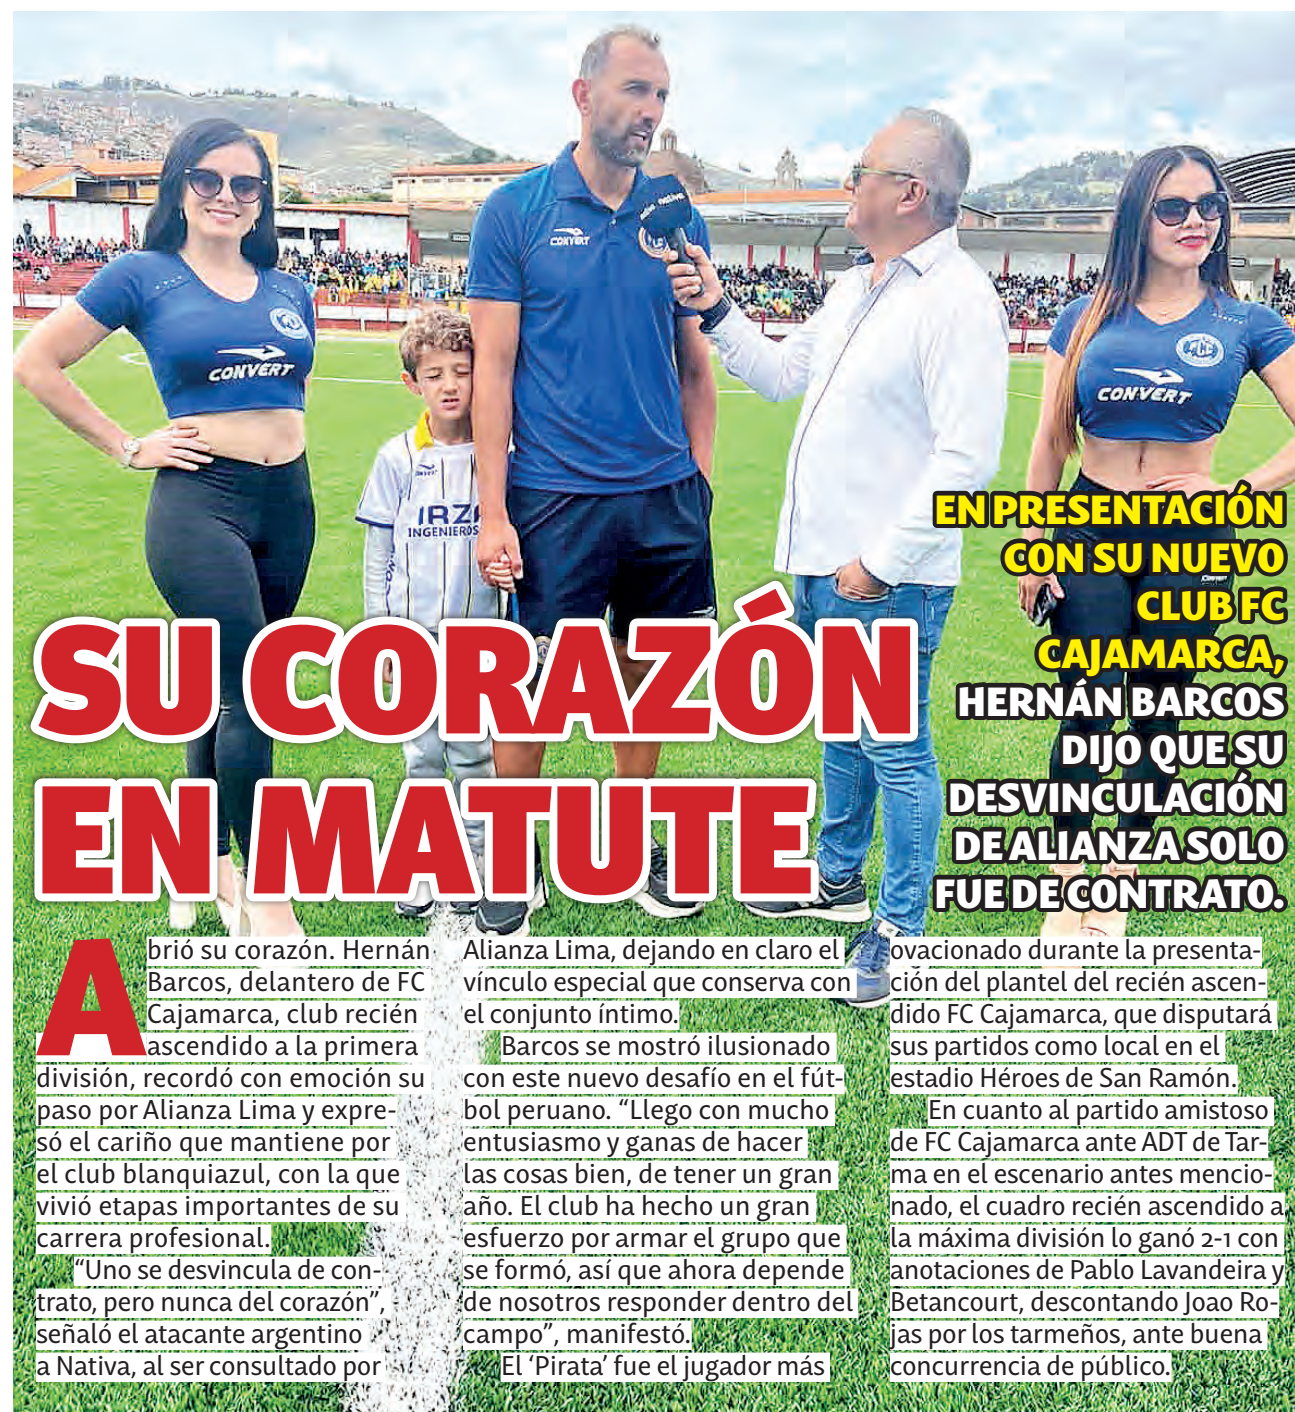 nativa
CONVERT
CONVERT
FCC
CONVERT
CONVERT
IRZA
INGENIEROS
EN PRESENTACIÓN
CON SU NUEVO
CLUB FC
CAJAMARCA,
HERNÁN BARCOS
DIJO QUE SU
DESVINCULACIÓN
DE ALIANZA SOLO
FUE DE CONTRATO.
SU CORAZÓN
EN MATUTE
Abrió su corazón. Hernán
Barcos, delantero de FC
Cajamarca, club recién
ascendido a la primera
división, recordó con emoción su
paso por Alianza Lima y expre-
só el cariño que mantiene por
el club blanquiazul, con la que
vivió etapas importantes de su
carrera profesional.
“Uno se desvincula de con-
trato, pero nunca del corazón”,
señaló el atacante argentino
a Nativa, al ser consultado por
Alianza Lima, dejando en claro el
vínculo especial que conserva con
el conjunto íntimo.
Barcos se mostró ilusionado
con este nuevo desafío en el fút-
bol peruano. “Llego con mucho
entusiasmo y ganas de hacer
las cosas bien, de tener un gran
año. El club ha hecho un gran
esfuerzo por armar el grupo que
se formó, así que ahora depende
de nosotros responder dentro del
campo”, manifestó.
El ‘Pirata’ fue el jugador más
ovacionado durante la presenta-
ción del plantel del recién ascen-
dido FC Cajamarca, que disputará
sus partidos como local en el
estadio Héroes de San Ramón.
En cuanto al partido amistoso
de FC Cajamarca ante ADT de Tar-
ma en el escenario antes mencio-
nado, el cuadro recién ascendido a
la máxima división lo ganó 2-1 con
anotaciones de Pablo Lavandeira y
Betancourt, descontando Joao Ro-
jas por los tarmeños, ante buena
concurrencia de público.